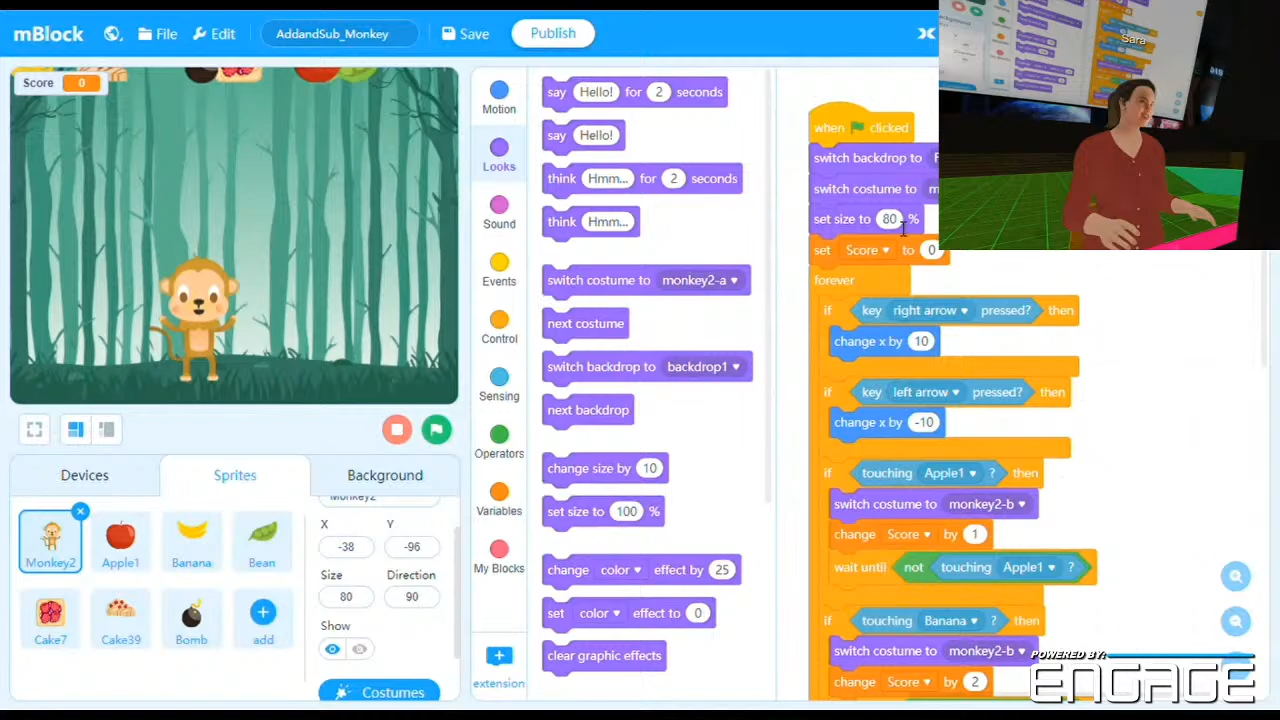 mBlock
File
Edit
AddandSub_Monkey
Save
Publish
Sara
Score 0
Motion
Looks
Sound
Events
Control
Sensing
Operators
Variables
My Blocks
extension
say Hello! for 2 seconds
say Hello!
think Hmm... for 2 seconds
think Hmm...
switch costume to monkey2-a
next costume
switch backdrop to backdrop1
next backdrop
change size by 10
set size to 100 %
change color effect by 25
set color effect to 0
clear graphic effects
when clicked
switch backdrop to
switch costume to
set size to 80 %
set Score to 0
forever
if key right arrow pressed? then
change x by 10
if key left arrow pressed? then
change x by -10
if touching Apple1 ? then
switch costume to monkey2-b
change Score by 1
wait until not touching Apple1 ?
if touching Banana ? then
switch costume to monkey2-b
change Score by 2
Devices
Sprites
Background
Monkey2
Apple1
Banana
Bean
Cake7
Cake39
Bomb
add
Monkey2
X Y
-38 -96
Size Direction
80 90
Show
Costumes
POWERED BY:
ENGAGE